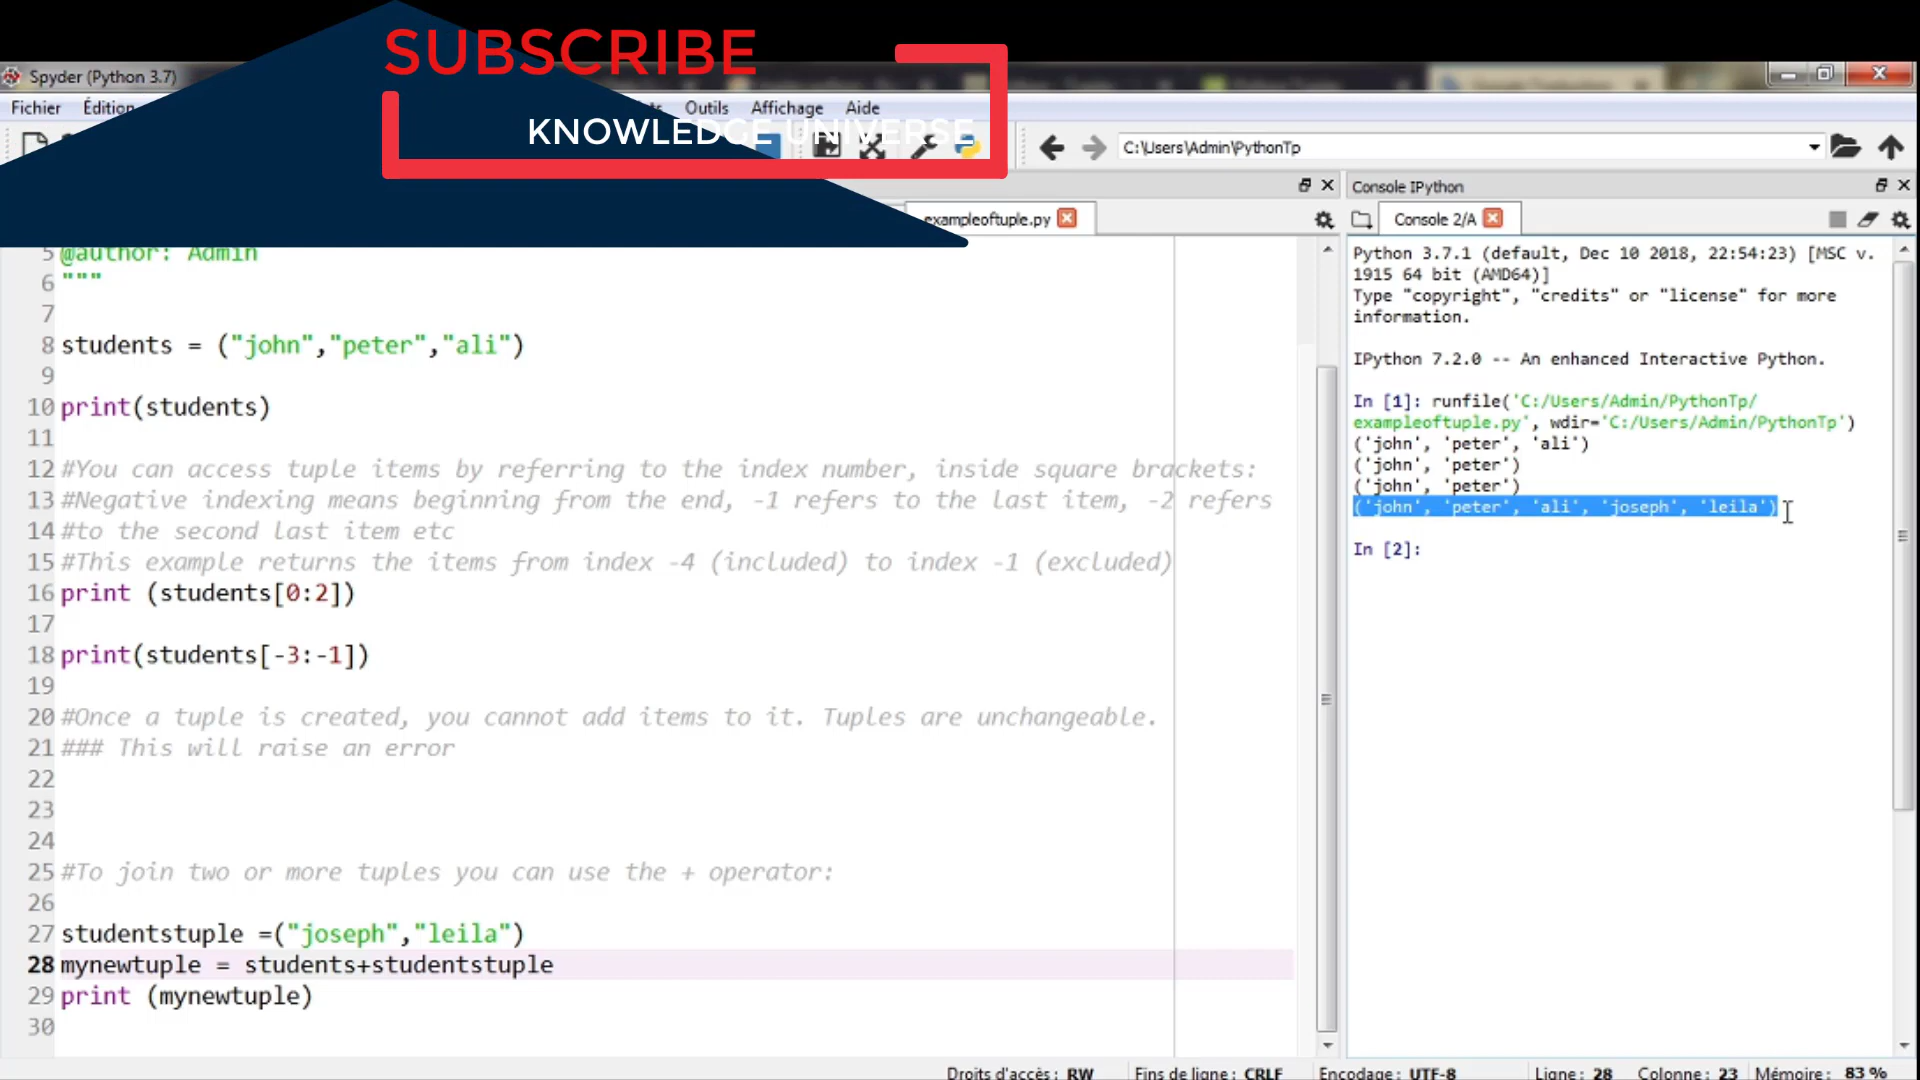 SUBSCRIBE
KNOWLEDGE UNIVERSE
Spyder (Python 3.7)
Fichier Édition Outils Affichage Aide
C:\Users\Admin\PythonTp
exampleoftuple.py
5 @author: Admin
6 """
7
8 students = ("john","peter","ali")
9
10 print(students)
11
12 #You can access tuple items by referring to the index number, inside square brackets:
13 #Negative indexing means beginning from the end, -1 refers to the last item, -2 refers
14 #to the second last item etc
15 #This example returns the items from index -4 (included) to index -1 (excluded)
16 print (students[0:2])
17
18 print(students[-3:-1])
19
20 #Once a tuple is created, you cannot add items to it. Tuples are unchangeable.
21 ### This will raise an error
22
23
24
25 #To join two or more tuples you can use the + operator:
26
27 studentstuple =("joseph","leila")
28 mynewtuple = students+studentstuple
29 print (mynewtuple)
30
Console IPython
Console 2/A
Python 3.7.1 (default, Dec 10 2018, 22:54:23) [MSC v.
1915 64 bit (AMD64)]
Type "copyright", "credits" or "license" for more
information.
IPython 7.2.0 -- An enhanced Interactive Python.
In [1]: runfile('C:/Users/Admin/PythonTp/
exampleoftuple.py', wdir='C:/Users/Admin/PythonTp')
('john', 'peter', 'ali')
('john', 'peter')
('john', 'peter')
('john', 'peter', 'ali', 'joseph', 'leila')
In [2]:
Droits d'accès : RW Fins de ligne : CRLF Encodage : UTF-8 Ligne : 28 Colonne : 23 Mémoire : 83 %